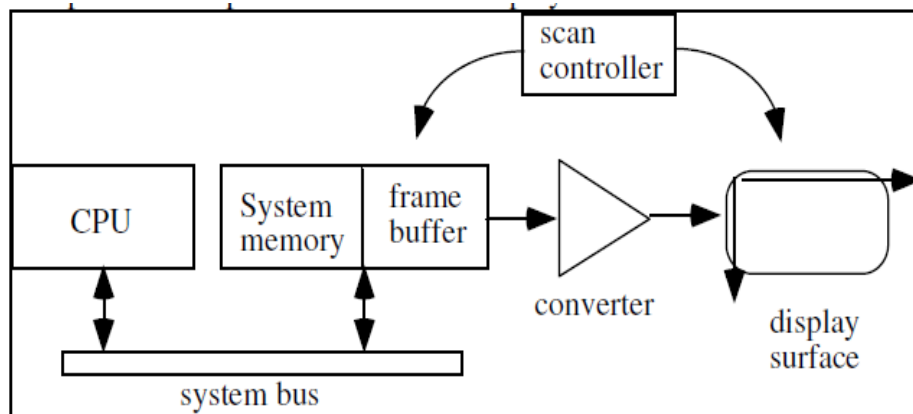 scan
controller
CPU
System
memory
frame
buffer
converter
display
surface
system bus